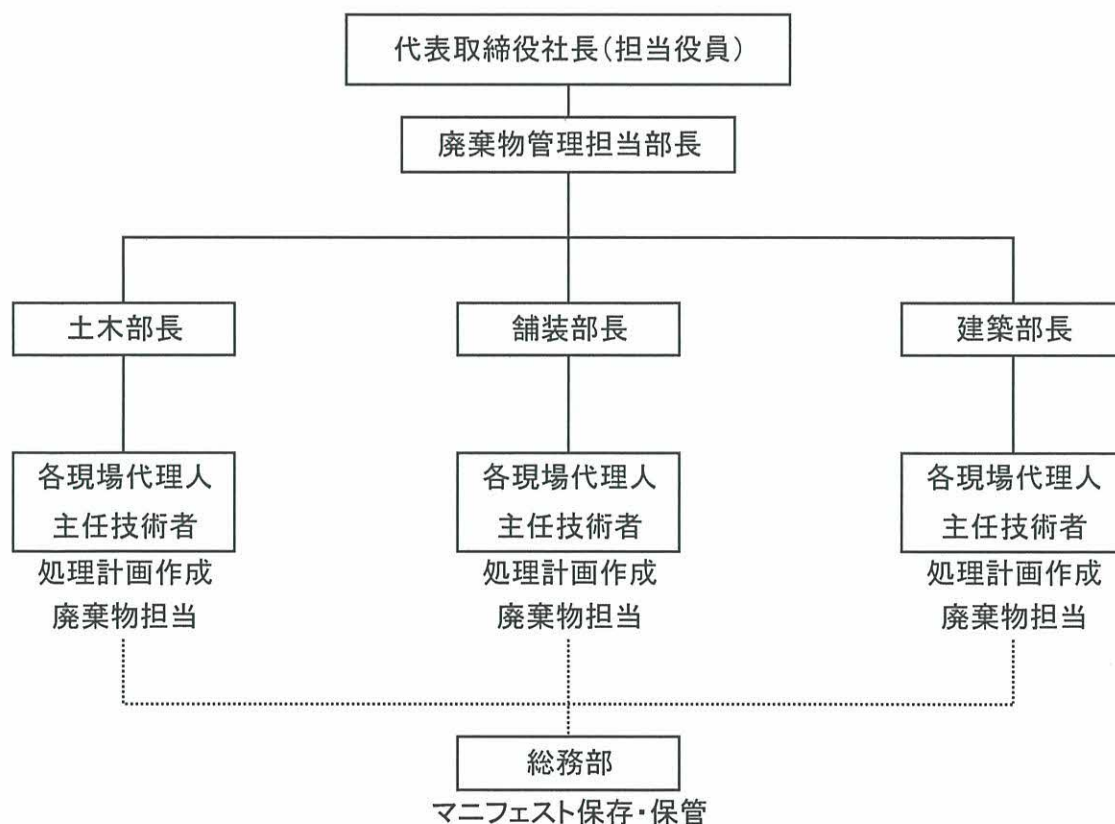 代表取締役社長(担当役員)
廃棄物管理担当部長
土木部長
舗装部長
建築部長
各現場代理人
主任技術者
処理計画作成
廃棄物担当
各現場代理人
主任技術者
処理計画作成
廃棄物担当
各現場代理人
主任技術者
処理計画作成
廃棄物担当
総務部
マニフェスト保存・保管